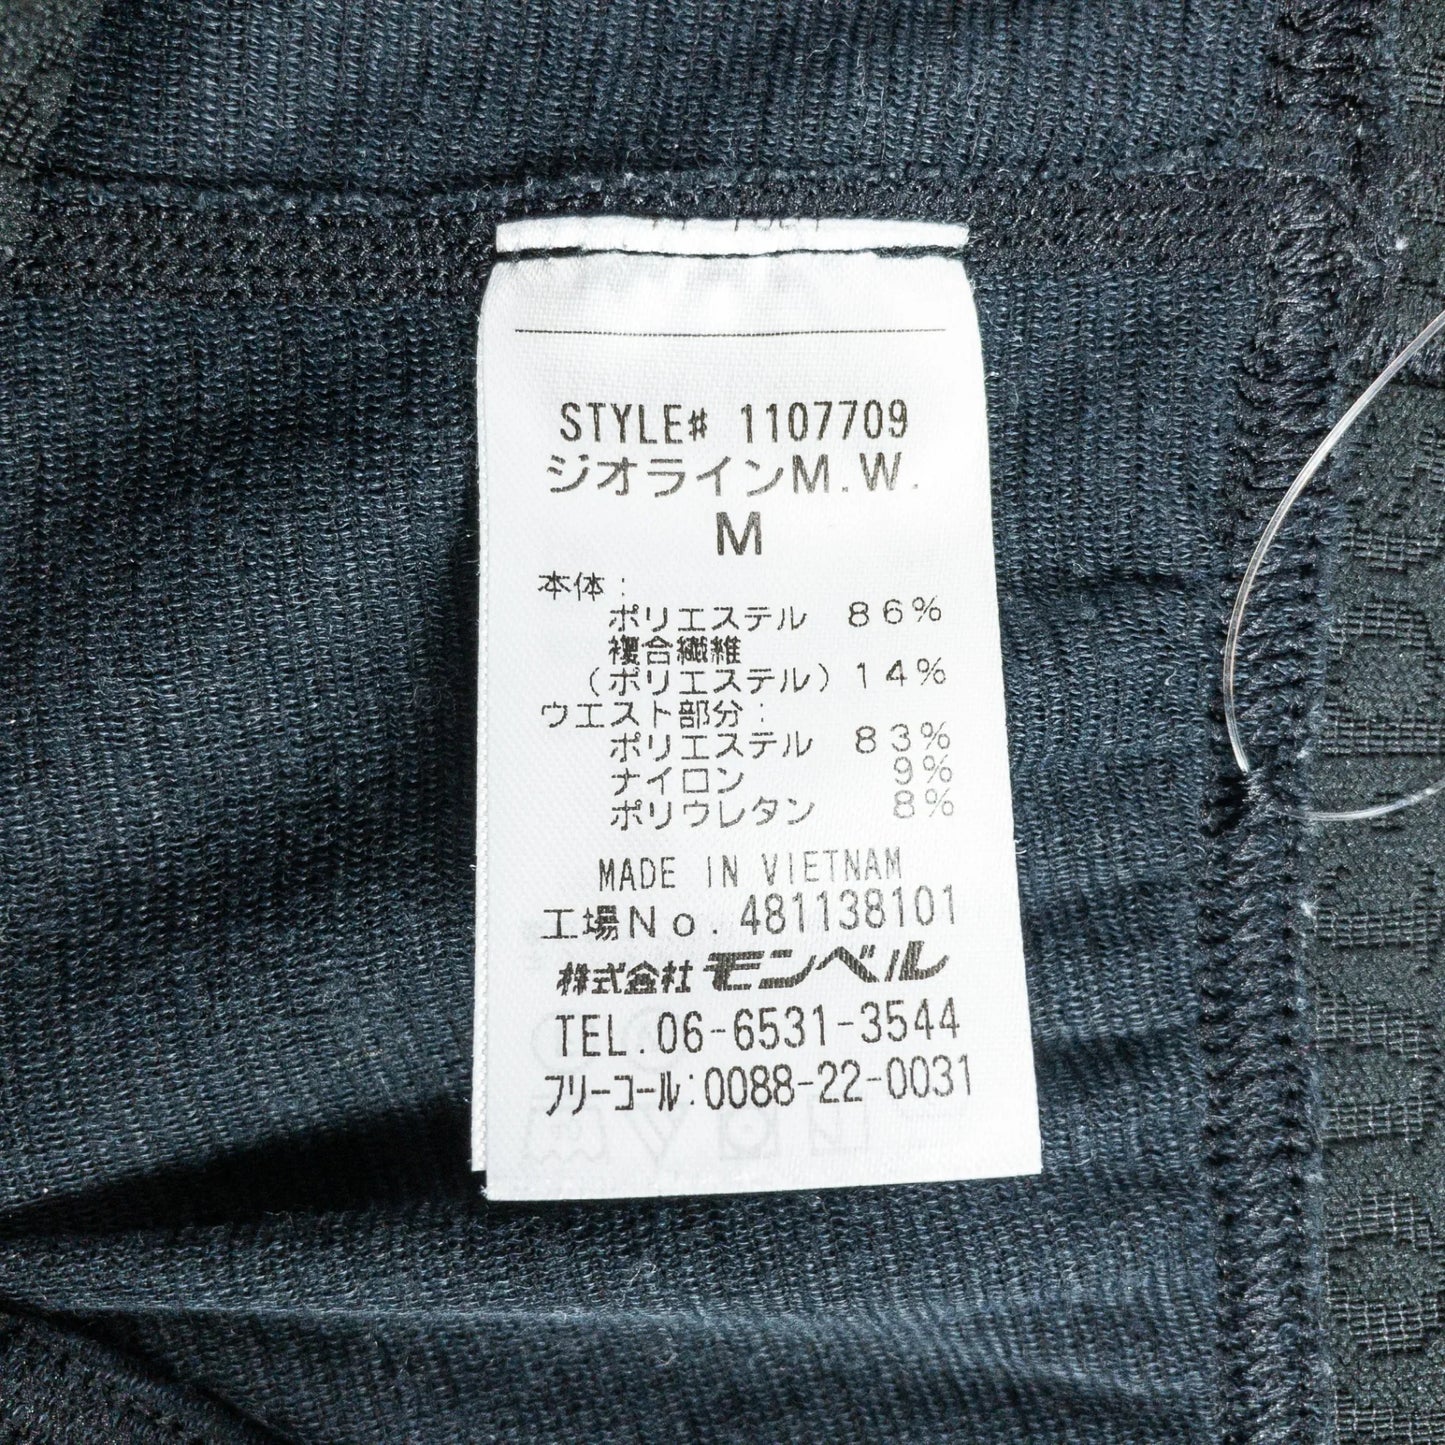 STYLE# 1107709
ジオラインM.W.
M
本体:
ポリエステル 86%
複合繊維
(ポリエステル)14%
ウエスト部分:
ポリエステル 83%
ナイロン 9%
ポリウレタン 8%
MADE IN VIETNAM
工場No.481138101
株式会社モンベル
TEL.06-6531-3544
フリーコール:0088-22-0031